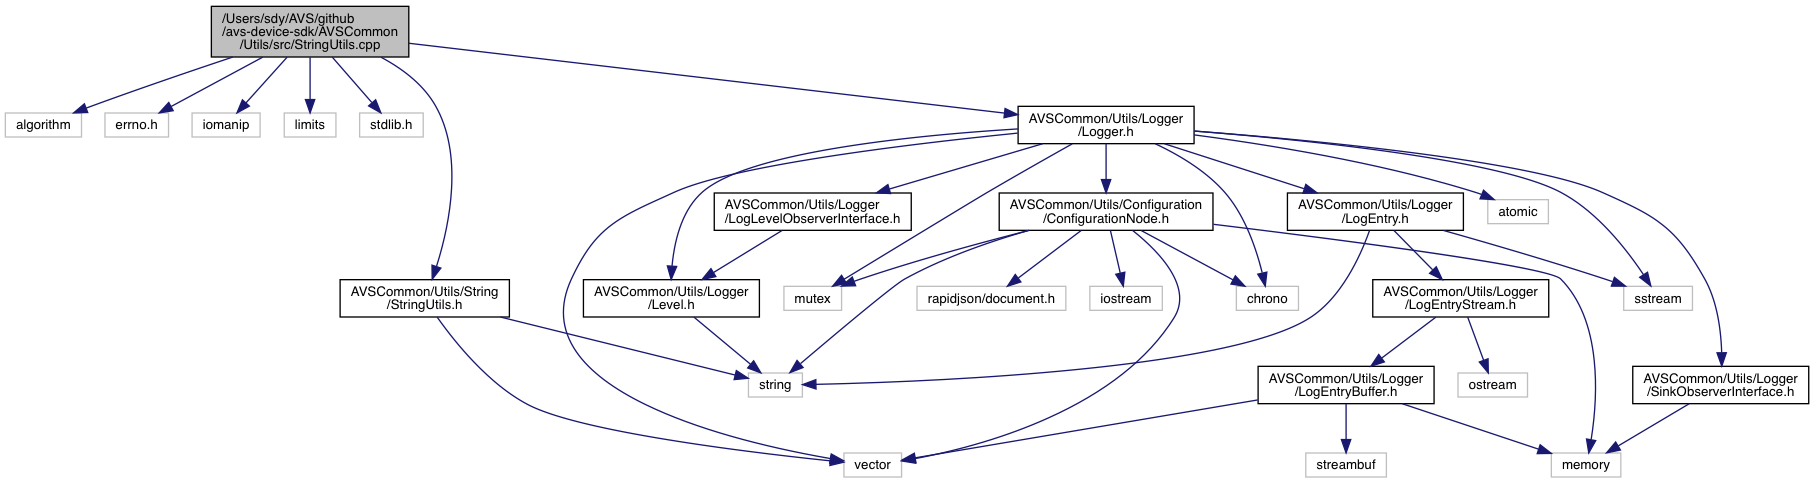 /Users/sdy/AVS/github
/avs-device-sdk/AVSCommon
/Utils/src/StringUtils.cpp
algorithm
errno.h
iomanip
limits
stdlib.h
AVSCommon/Utils/Logger
/Logger.h
AVSCommon/Utils/Logger
/LogLevelObserverInterface.h
AVSCommon/Utils/Configuration
/ConfigurationNode.h
AVSCommon/Utils/Logger
/LogEntry.h
atomic
AVSCommon/Utils/String
/StringUtils.h
AVSCommon/Utils/Logger
/Level.h
mutex
rapidjson/document.h
iostream
chrono
AVSCommon/Utils/Logger
/LogEntryStream.h
sstream
string
AVSCommon/Utils/Logger
/LogEntryBuffer.h
ostream
AVSCommon/Utils/Logger
/SinkObserverInterface.h
vector
streambuf
memory